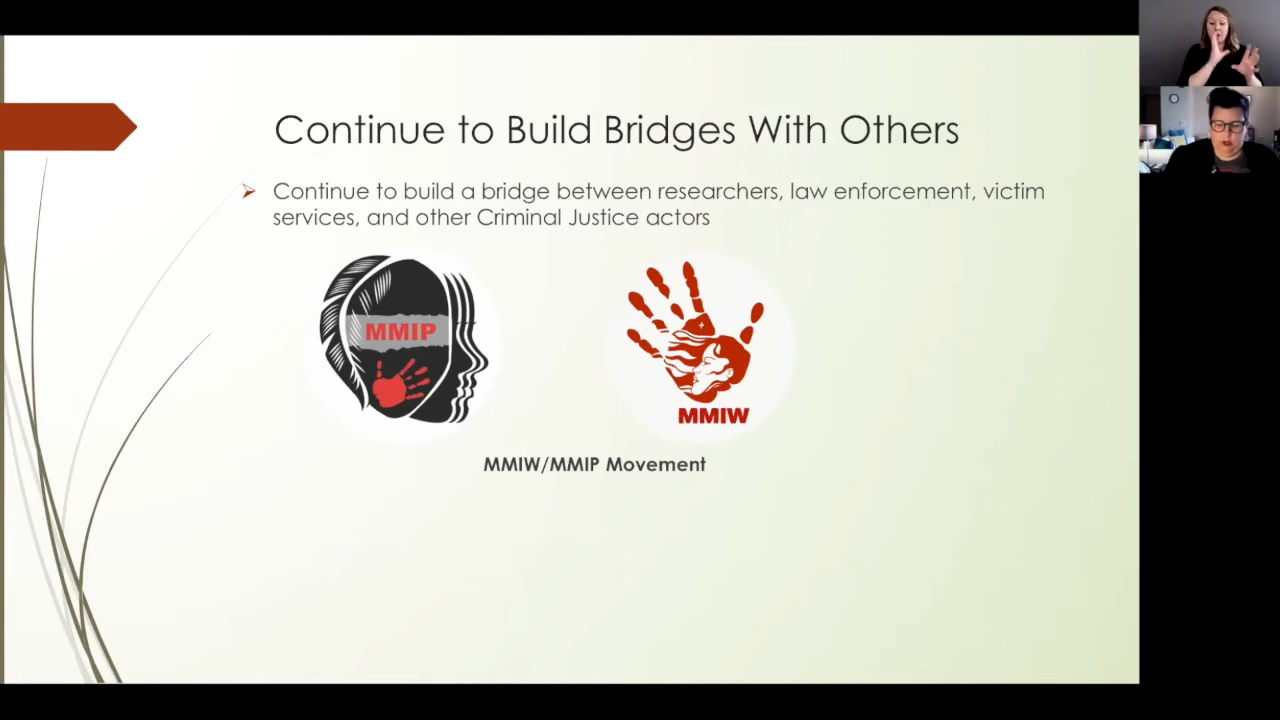 Continue to Build Bridges With Others
Continue to build a bridge between researchers, law enforcement, victim
services, and other Criminal Justice actors
MMIP
MMIW
MMIW/MMIP Movement